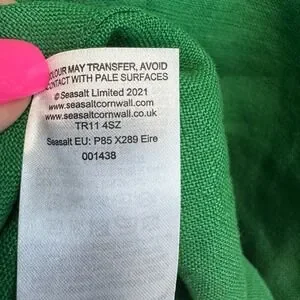 COLOUR MAY TRANSFER, AVOID
CONTACT WITH PALE SURFACES
© Seasalt Limited 2021
www.seasaltcornwall.com
www.seasaltcornwall.co.uk
TR11 4SZ
Seasalt EU: P85 X289 Eire
001438